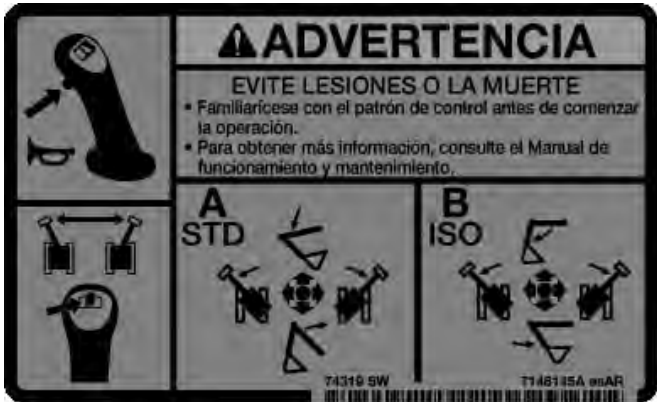 ADVERTENCIA
EVITE LESIONES O LA MUERTE
• Familiarícese con el patrón de control antes de comenzar
la operación.
• Para obtener más información, consulte el Manual de
funcionamiento y mantenimiento.
A
STD
B
ISO
74319 SW
7148145A esAR